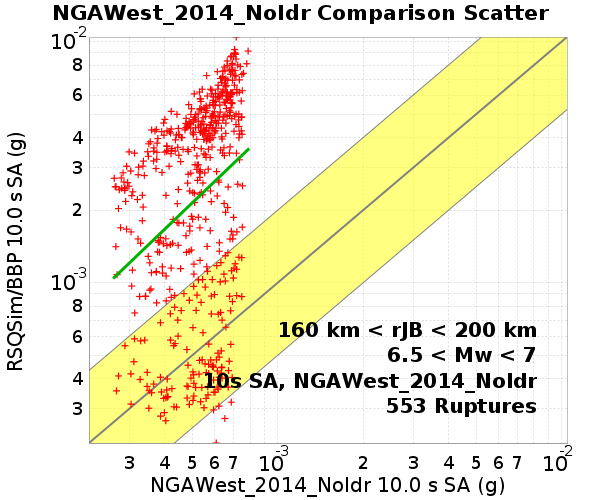 NGAWest_2014_NoIdr Comparison Scatter
RSQSim/BBP 10.0 s SA (g)
10-2
8
6
4
3
2
10-3
8
6
4
3
160 km < rJB < 200 km
6.5 < Mw < 7
10s SA, NGAWest_2014_NoIdr
553 Ruptures
3 4 5 6 7 10-3 2 3 4 5 6 7 10-2
NGAWest_2014_NoIdr 10.0 s SA (g)